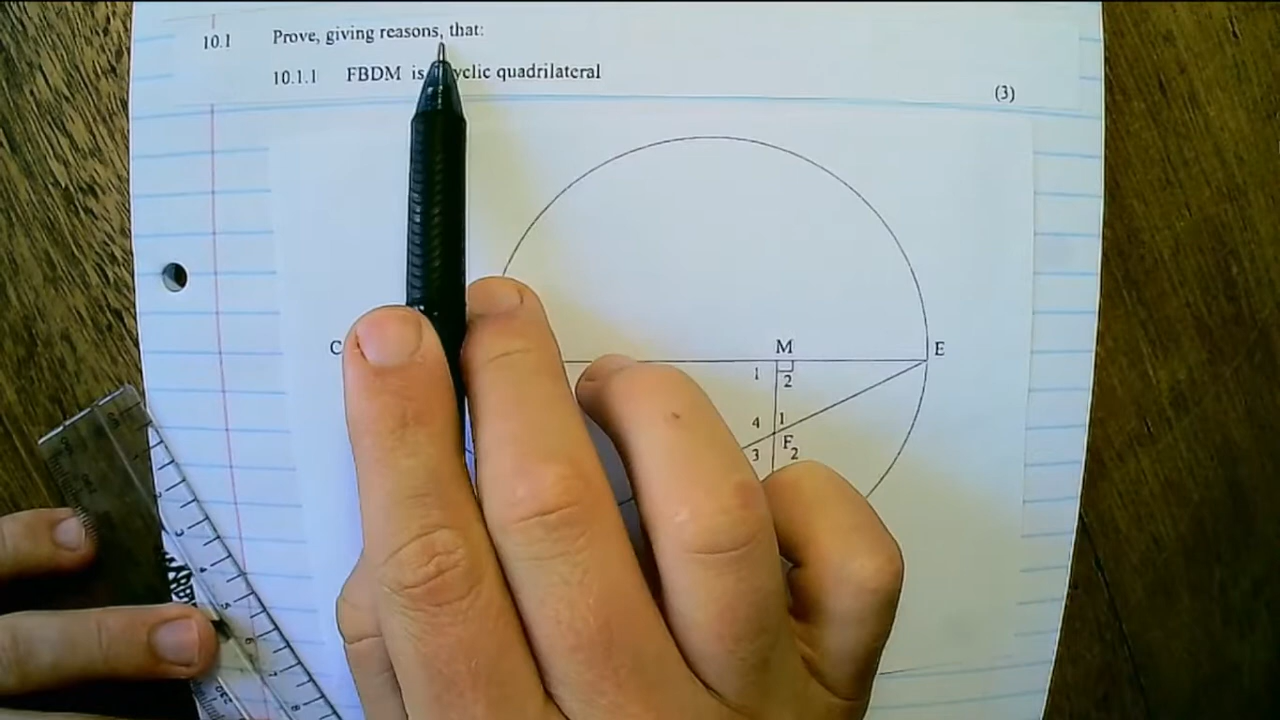 10.1 Prove, giving reasons, that:
10.1.1 FBDM is cyclic quadrilateral
(3)
C M E
1 2
4 1
F
3 2